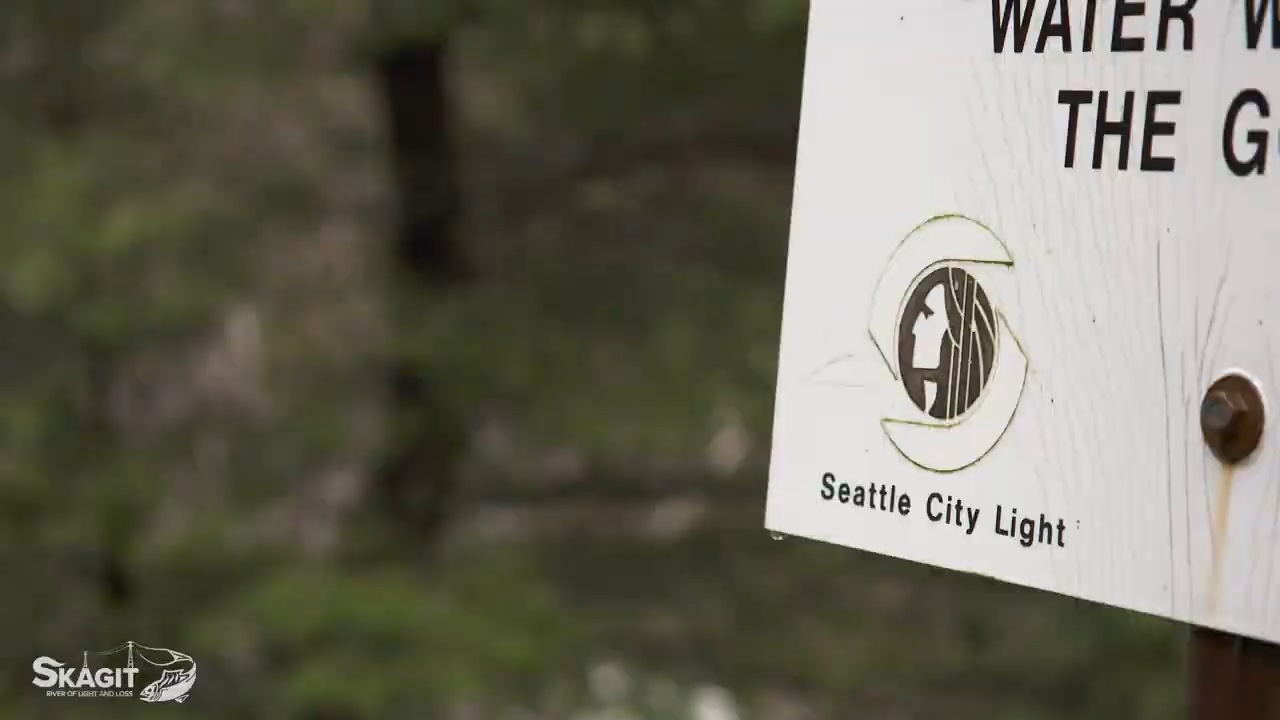 WATER W
THE G
Seattle City Light
SKAGIT
RIVER OF LIGHT AND LOSS